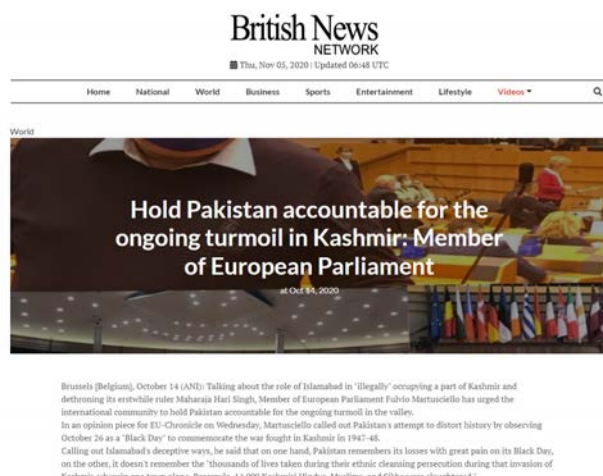 British News
NETWORK
Thu, Nov 05, 2020 | Updated 06:48 UTC
Home National World Business Sports Entertainment Lifestyle Videos
World
Hold Pakistan accountable for the
ongoing turmoil in Kashmir: Member
of European Parliament
at Oct 14, 2020
Brussels [Belgium], October 14 (ANI): Talking about the role of Islamabad in "illegally" occupying a part of Kashmir and
dethroning its erstwhile ruler Maharaja Hari Singh, Member of European Parliament Fulvio Martusciello has urged the
international community to hold Pakistan accountable for the ongoing turmoil in the valley.
In an opinion piece for EU-Chronicle on Wednesday, Martusciello called out Pakistan's attempt to distort history by observing
October 26 as a "Black Day" to commemorate the war fought in Kashmir in 1947-48.
Calling out Islamabad's deceptive ways, he said that on one hand, Pakistan remembers its losses with great pain on its Black Day,
on the other, it doesn't remember the "thousands of lives taken during their ethnic cleansing persecution during that invasion of